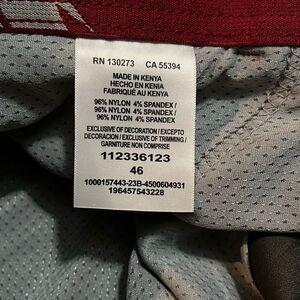 RN 130273 CA 55394
MADE IN KENYA
HECHO EN KENIA
FABRIQUÉ AU KENYA
96% NYLON 4% SPANDEX /
96% NYLON 4% SPANDEX /
96% NYLON 4% SPANDEX
EXCLUSIVE OF DECORATION / EXCEPTO
DECORACION / EXCLUSIVE OF TRIMMING /
GARNITURE NON COMPRISE
112336123
46
1000157443-23B-4500604931
196457543228